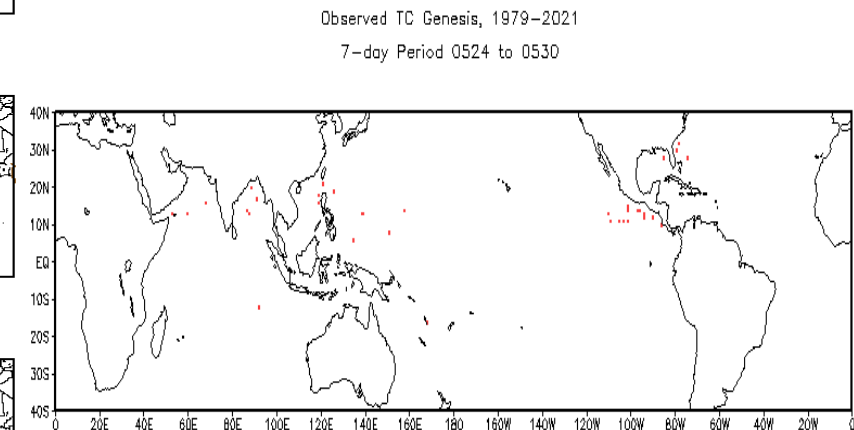 Observed TC Genesis, 1979-2021
7-day Period 0524 to 0530
40N
30N
20N
10N
EQ
10S
20S
30S
40S
0 20E 40E 60E 80E 100E 120E 140E 160E 180 160W 140W 120W 100W 80W 60W 40W 20W 0